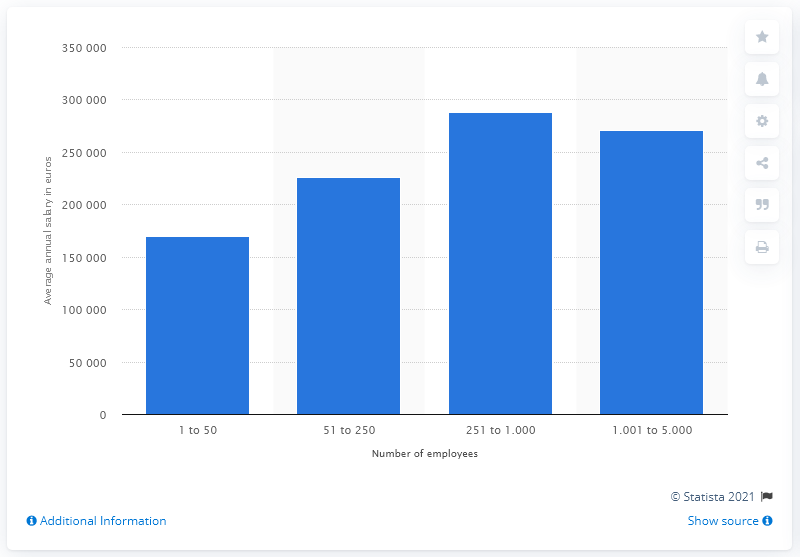 350 000
300 000
250 000
200 000
150 000
100 000
50 000
0
Average annual salary in euros
1 to 50
51 to 250
251 to 1.000
1.001 to 5.000
Number of employees
© Statista 2021
Additional Information
Show source